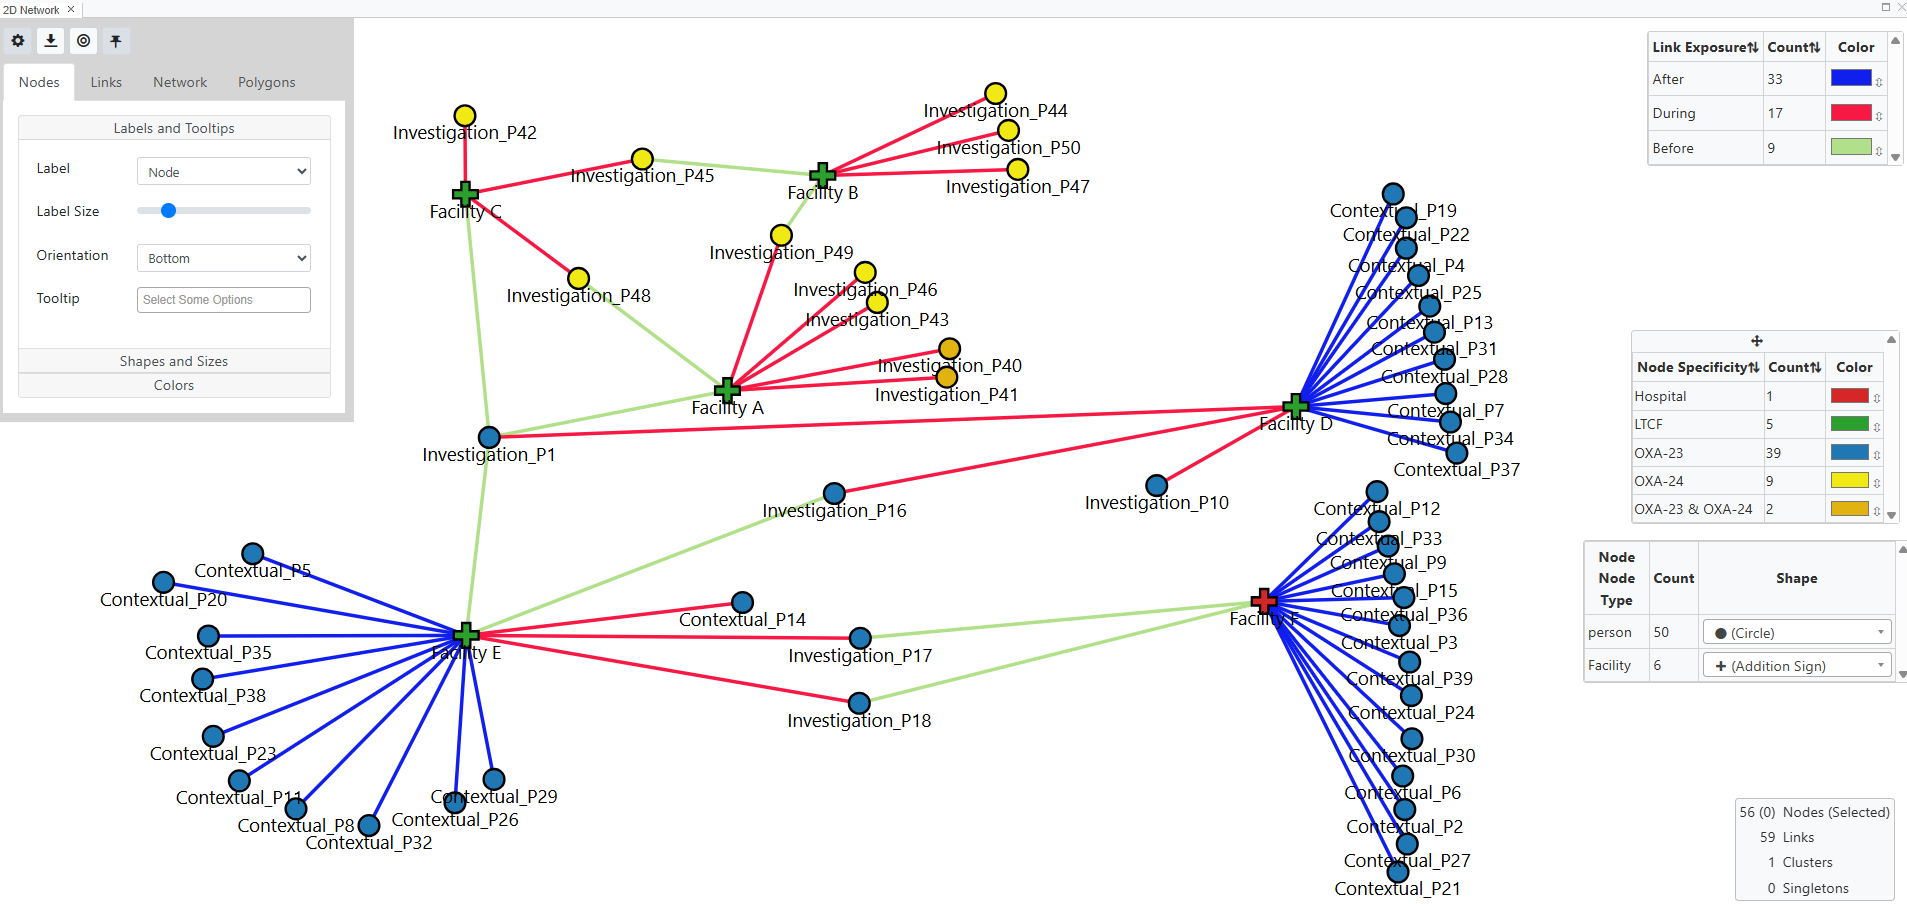 2D Network ×
Nodes Links Network Polygons
Labels and Tooltips
Label Node
Label Size
Orientation Bottom
Tooltip Select Some Options
Shapes and Sizes
Colors
Investigation_P42
Investigation_P45
Facility C
Investigation_P48
Investigation_P44
Investigation_P50
Investigation_P47
Facility B
Investigation_P49
Investigation_P46
Investigation_P43
Investigation_P40
Investigation_P41
Facility A
Investigation_P1
Investigation_P16
Investigation_P10
Facility D
Contextual_P19
Contextual_P22
Contextual_P4
Contextual_P25
Contextual_P13
Contextual_P31
Contextual_P28
Contextual_P7
Contextual_P34
Contextual_P37
Contextual_P12
Contextual_P33
Contextual_P9
Contextual_P15
Contextual_P36
Contextual_P3
Contextual_P39
Contextual_P24
Contextual_P30
Contextual_P6
Contextual_P2
Contextual_P27
Contextual_P21
Facility F
Contextual_P14
Investigation_P17
Investigation_P18
Facility E
Contextual_P5
Contextual_P20
Contextual_P35
Contextual_P38
Contextual_P23
Contextual_P11
Contextual_P8
Contextual_P32
Contextual_P26
Contextual_P29
Link Exposure Count Color
After 33
During 17
Before 9
Node Specificity Count Color
Hospital 1
LTCF 5
OXA-23 39
OXA-24 9
OXA-23 & OXA-24 2
Node
Node Count Shape
Type
person 50 (Circle)
Facility 6 (Addition Sign)
56 (0) Nodes (Selected)
59 Links
1 Clusters
0 Singletons